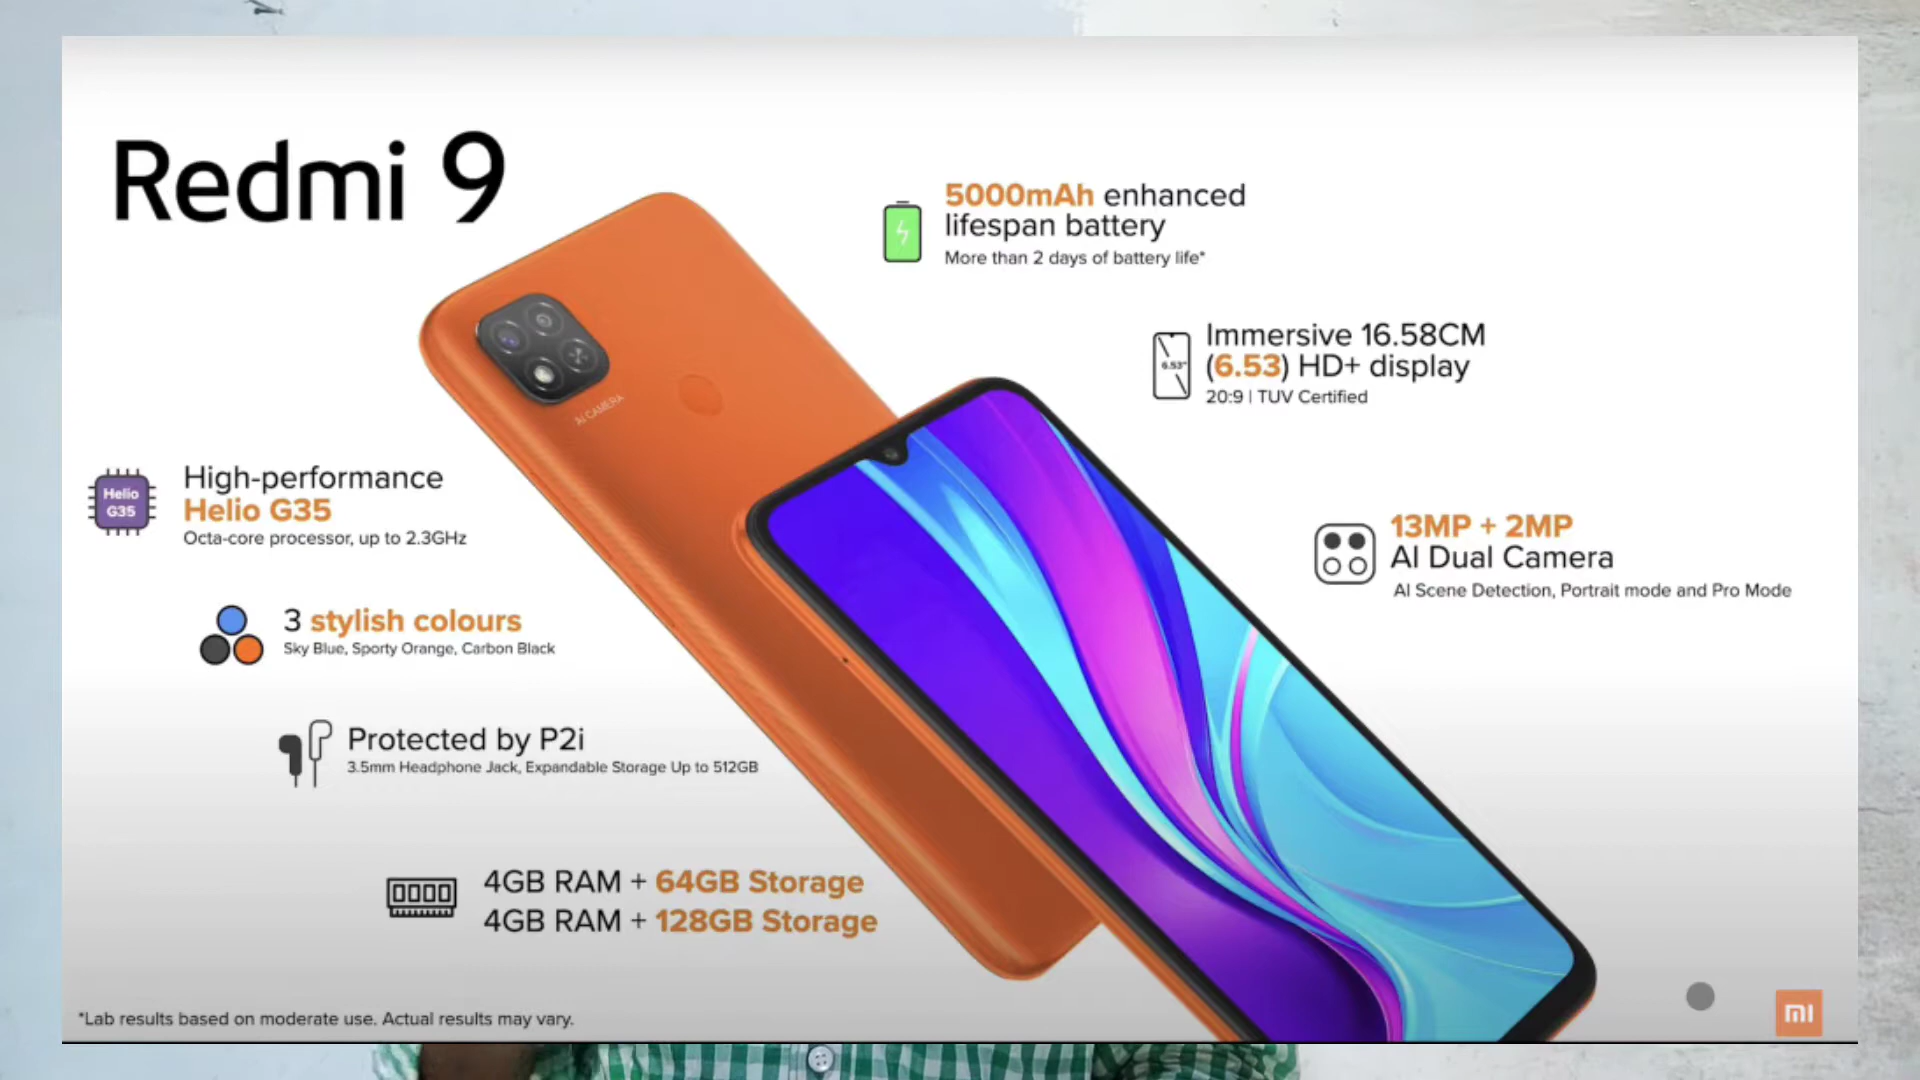 Redmi 9
5000mAh enhanced
lifespan battery
More than 2 days of battery life*
Immersive 16.58CM
(6.53) HD+ display
20:9 | TUV Certified
6.53"
High-performance
Helio G35
Octa-core processor, up to 2.3GHz
Helio
G35
13MP + 2MP
AI Dual Camera
AI Scene Detection, Portrait mode and Pro Mode
3 stylish colours
Sky Blue, Sporty Orange, Carbon Black
Protected by P2i
3.5mm Headphone Jack, Expandable Storage Up to 512GB
4GB RAM + 64GB Storage
4GB RAM + 128GB Storage
AI CAMERA
*Lab results based on moderate use. Actual results may vary.
mi